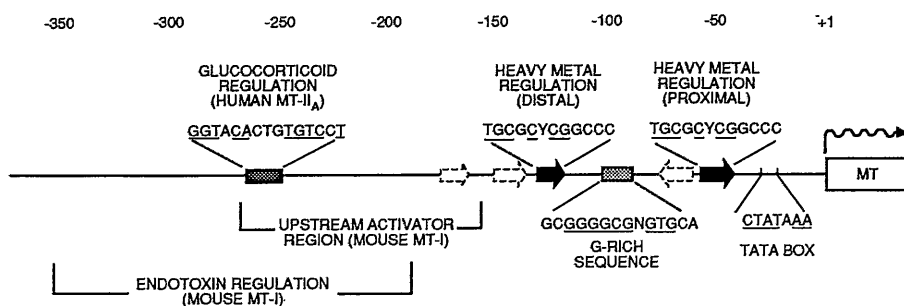 -350 -300 -250 -200 -150 -100 -50 +1
GLUCOCORTICOID
REGULATION
(HUMAN MT-IIA)
GGTACACTGTGTCCT
HEAVY METAL
REGULATION
(DISTAL)
TGCGCYCGGCCC
HEAVY METAL
REGULATION
(PROXIMAL)
TGCGCYCGGCCC
MT
UPSTREAM ACTIVATOR
REGION (MOUSE MT-I)
GCGGGGCGNGTGCA
G-RICH
SEQUENCE
CTATAAA
TATA BOX
ENDOTOXIN REGULATION
(MOUSE MT-I)